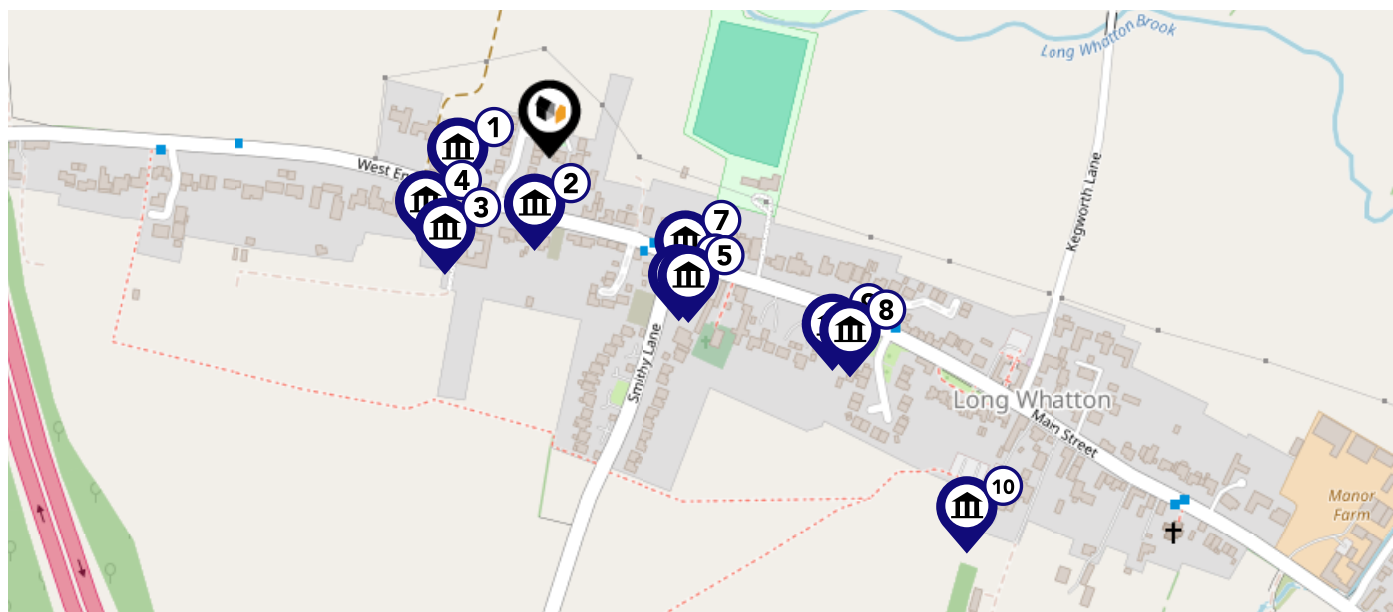 Long Whatton Brook
1
West En
4
2
3
7
5
Kegworth Lane
9
8
Smithy Lane
Long Whatton
Main Street
10
Manor
Farm